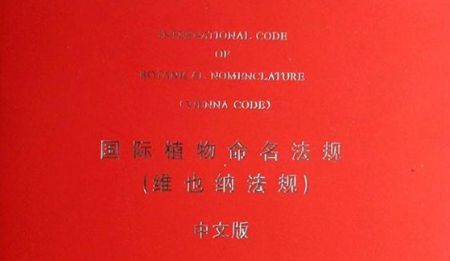 INTERNATIONAL CODE
OF
BOTANICAL NOMENCLATURE
(VIENNA CODE)
国际植物命名法规
(维也纳法规)
中文版